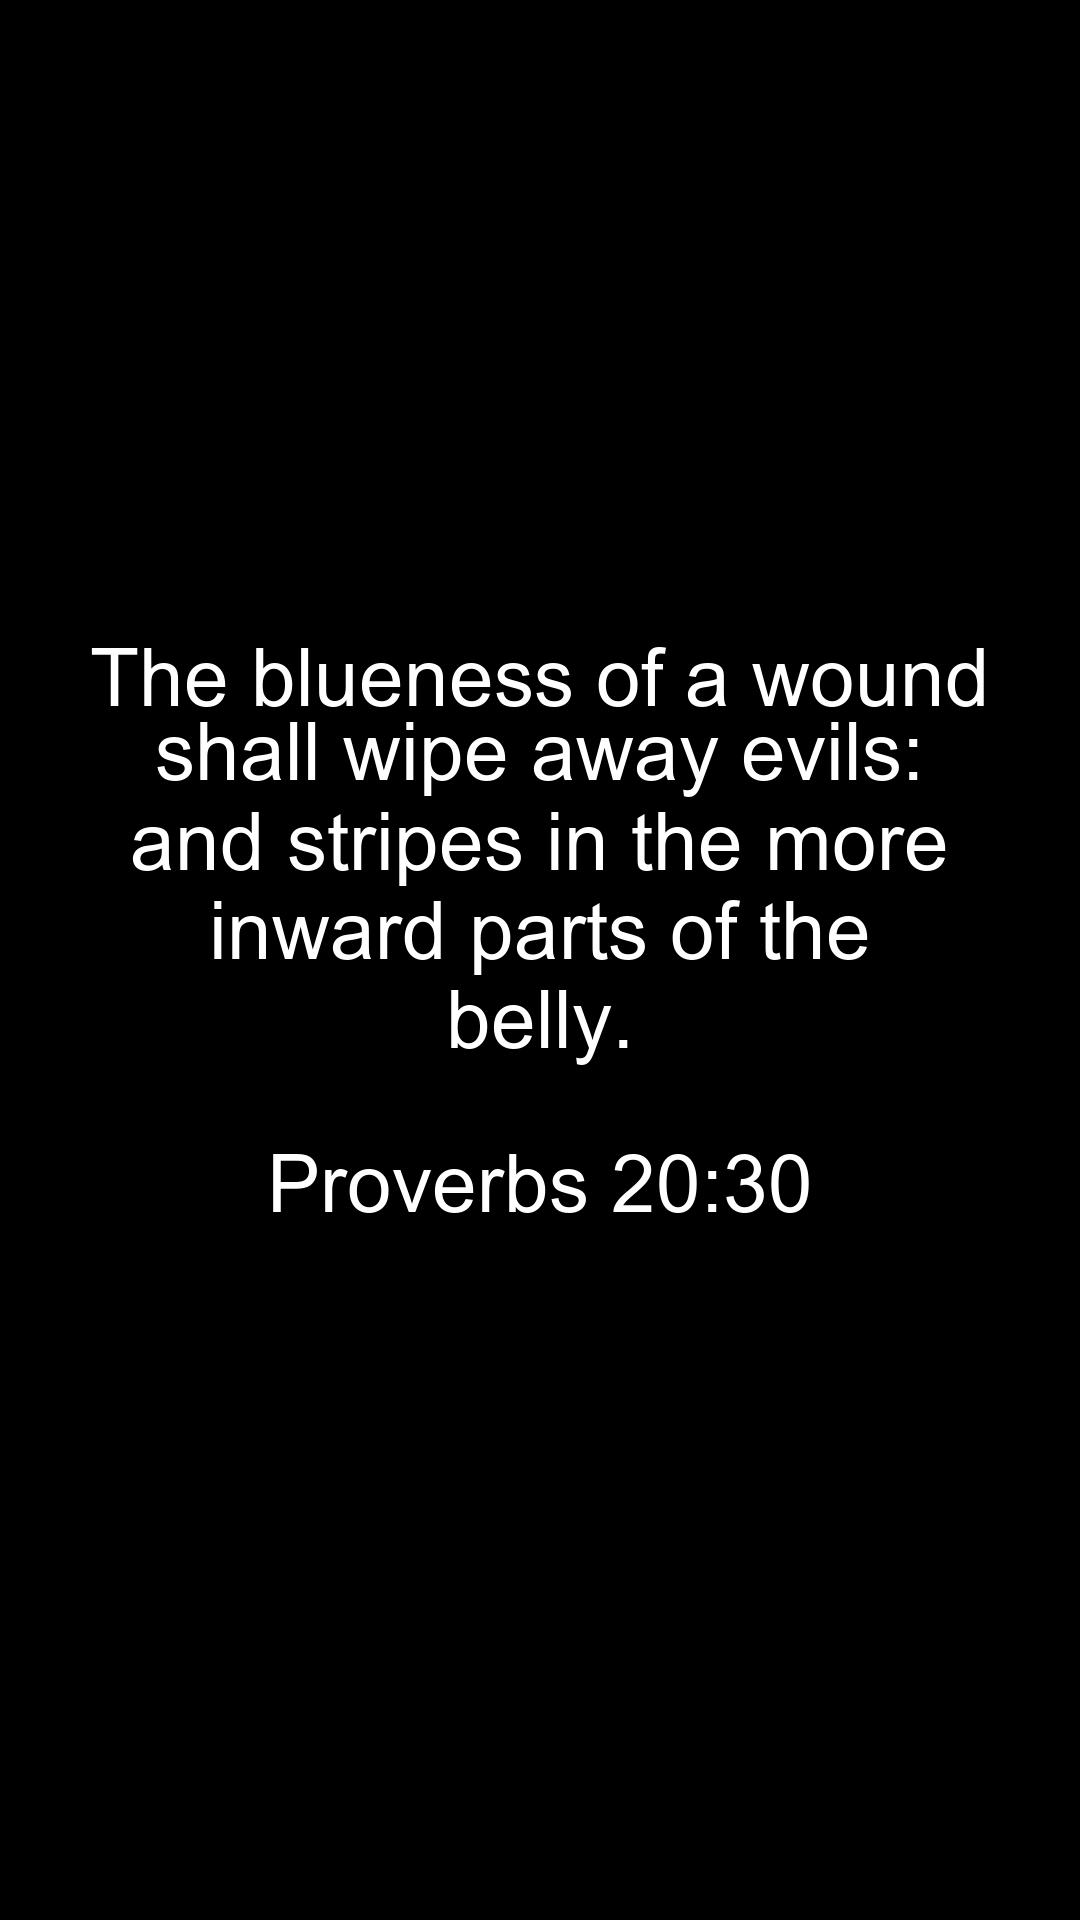 The blueness of a wound
shall wipe away evils:
and stripes in the more
inward parts of the
belly.
Proverbs 20:30